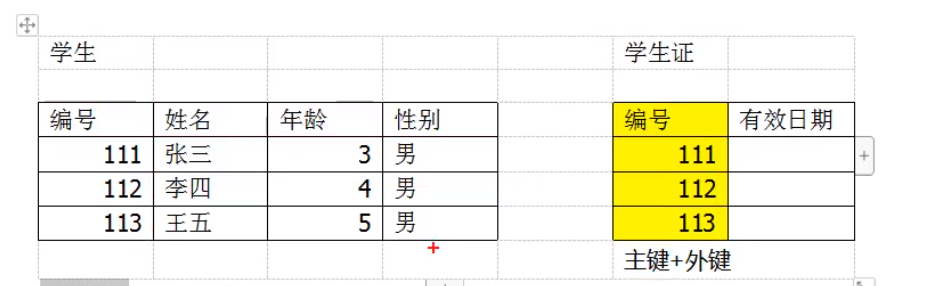 学生 学生证
编号 姓名 年龄 性别 编号 有效日期
111 张三 3 男 111
112 李四 4 男 112
113 王五 5 男 113
主键+外键